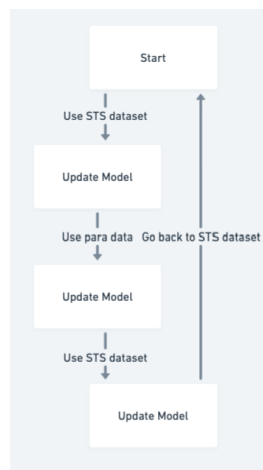 Start
Use STS dataset
Update Model
Use para data
Go back to STS dataset
Update Model
Use STS dataset
Update Model